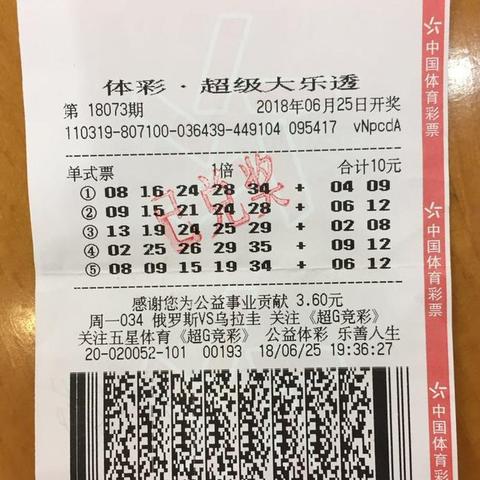 体彩·超级大乐透
第 18073期 2018年06月25日开奖
110319-807100-036439-449104 095417 vNpcdA
单式票 1倍 合计10元
① 08 16 24 28 34 + 04 09
② 09 15 21 24 28 + 06 12
③ 13 19 24 25 29 + 02 08
④ 02 25 26 29 35 + 09 12
⑤ 08 09 15 19 34 + 06 12
已兑奖
感谢您为公益事业贡献 3.60元
周一034 俄罗斯VS乌拉圭 关注《超G竞彩》
关注五星体育《超G竞彩》 公益体彩 乐善人生
20-020052-101 00193 18/06/25 19:36:27
中国体育彩票
中国体育彩票
中国体育彩票